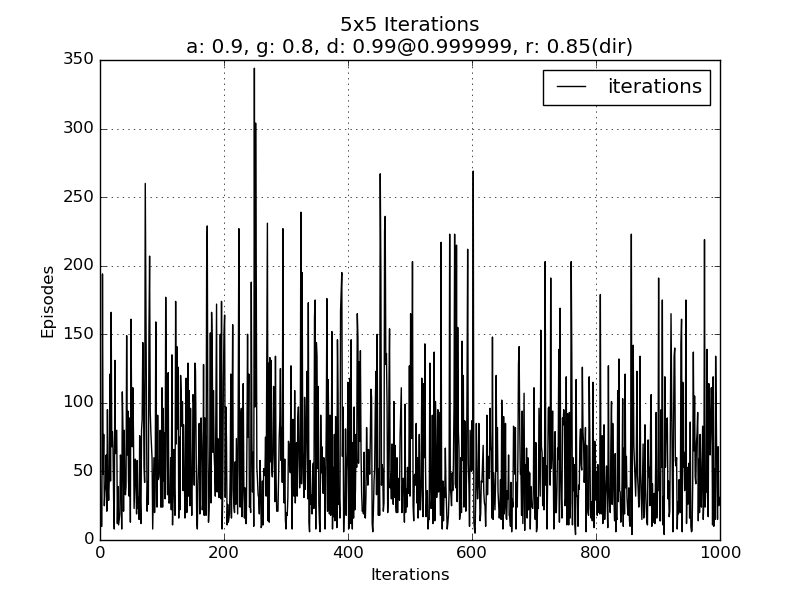 5x5 Iterations
a: 0.9, g: 0.8, d: 0.99@0.999999, r: 0.85(dir)
iterations
Episodes
350
300
250
200
150
100
50
0
0 200 400 600 800 1000
Iterations